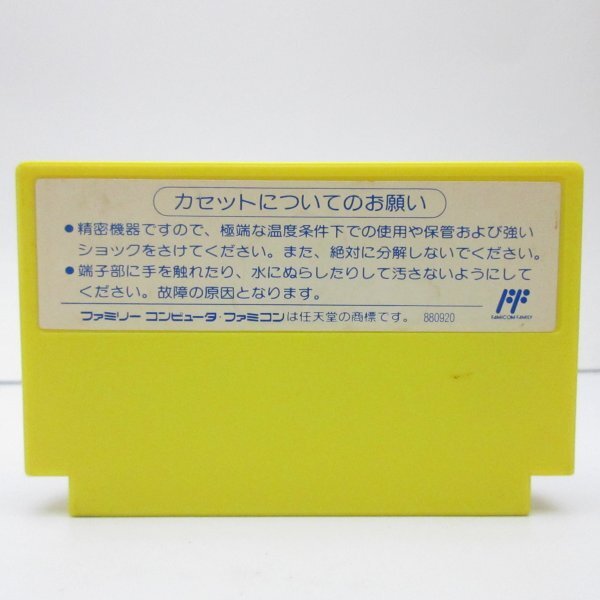 カセットについてのお願い
●精密機器ですので、極端な温度条件下での使用や保管および強い
ショックをさけてください。また、絶対に分解しないでください。
●端子部に手を触れたり、水にぬらしたりして汚さないようにして
ください。故障の原因となります。
ファミリーコンピュータ・ファミコンは任天堂の商標です。 880920
FAMICOM FAMILY